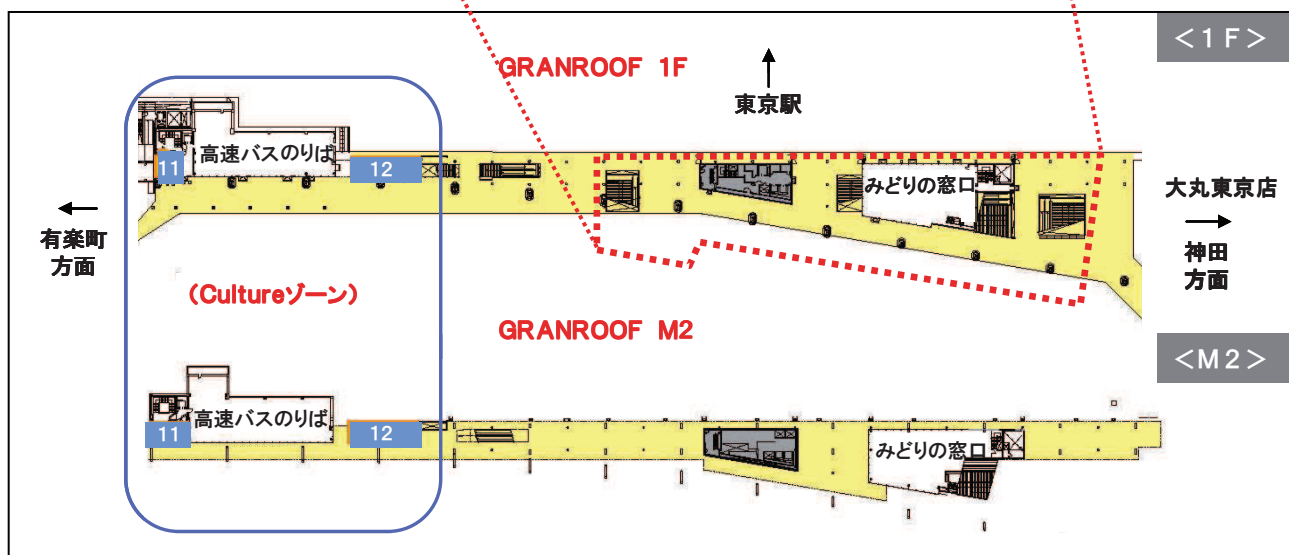 ＜１Ｆ＞
GRANROOF 1F
東京駅
11
高速バスのりば
12
みどりの窓口
大丸東京店
神田
方面
有楽町
方面
（Cultureゾーン）
GRANROOF M2
＜Ｍ２＞
11
高速バスのりば
12
みどりの窓口